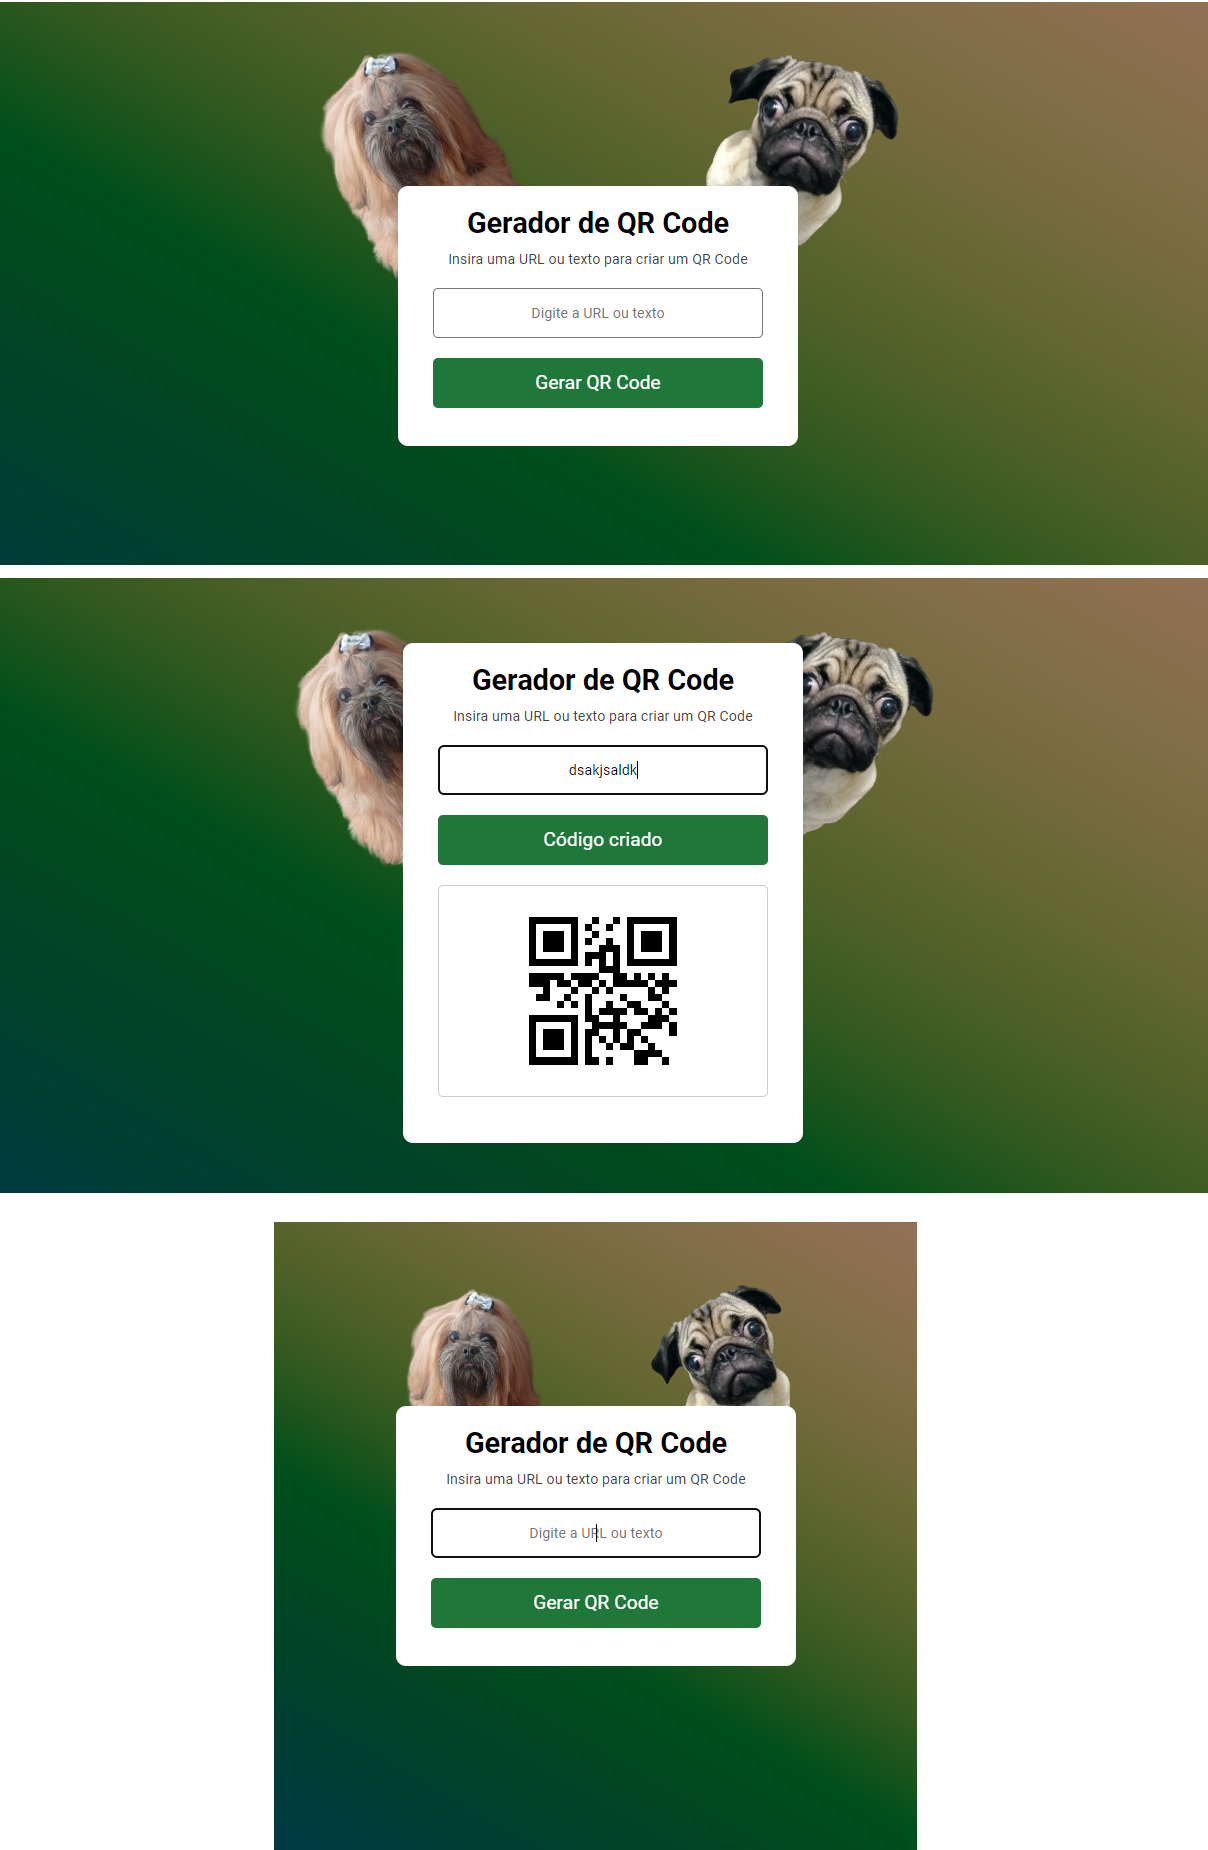 Gerador de QR Code
Insira uma URL ou texto para criar um QR Code
Digite a URL ou texto
Gerar QR Code
Gerador de QR Code
Insira uma URL ou texto para criar um QR Code
dsakjsaldk
Código criado
Gerador de QR Code
Insira uma URL ou texto para criar um QR Code
Digite a URL ou texto
Gerar QR Code